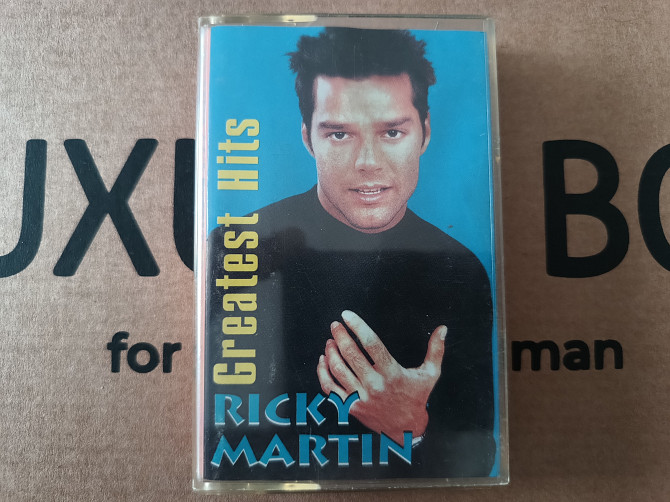 Greatest Hits
RICKY
MARTIN
UXU BO
for man